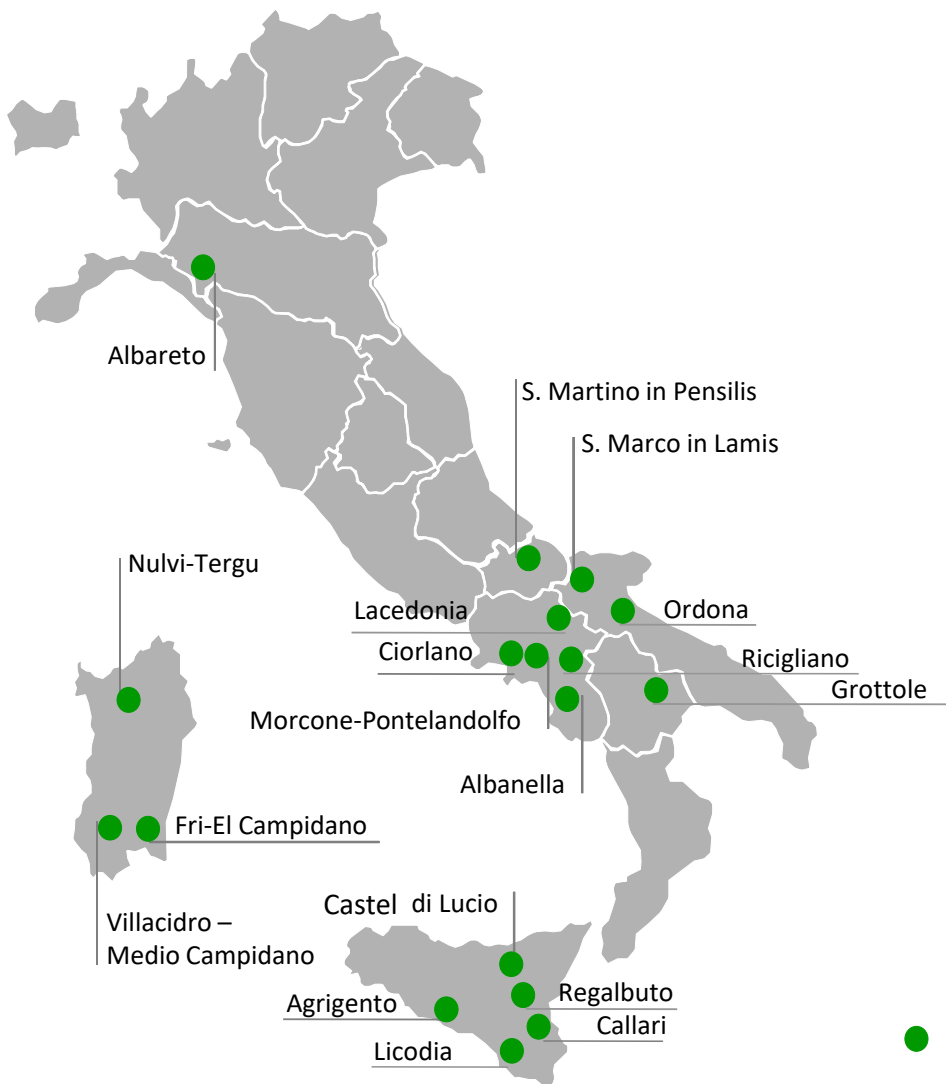 Albareto
S. Martino in Pensilis
S. Marco in Lamis
Nulvi-Tergu
Lacedonia
Ordona
Ciorlano
Ricigliano
Grottole
Morcone-Pontelandolfo
Albanella
Fri-El Campidano
Castel di Lucio
Villacidro –
Medio Campidano
Agrigento
Regalbuto
Callari
Licodia